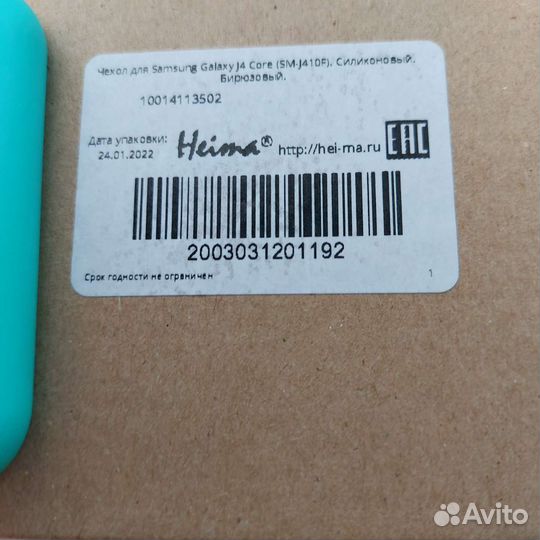 Чехол для Samsung Galaxy J4 Core (SM-J410F). Силиконовый.
Бирюзовый.
10014113502
Дата упаковки:
24.01.2022
Heima®
http://hei-ma.ru
EAC
2003031201192
Срок годности не ограничен
1
Avito